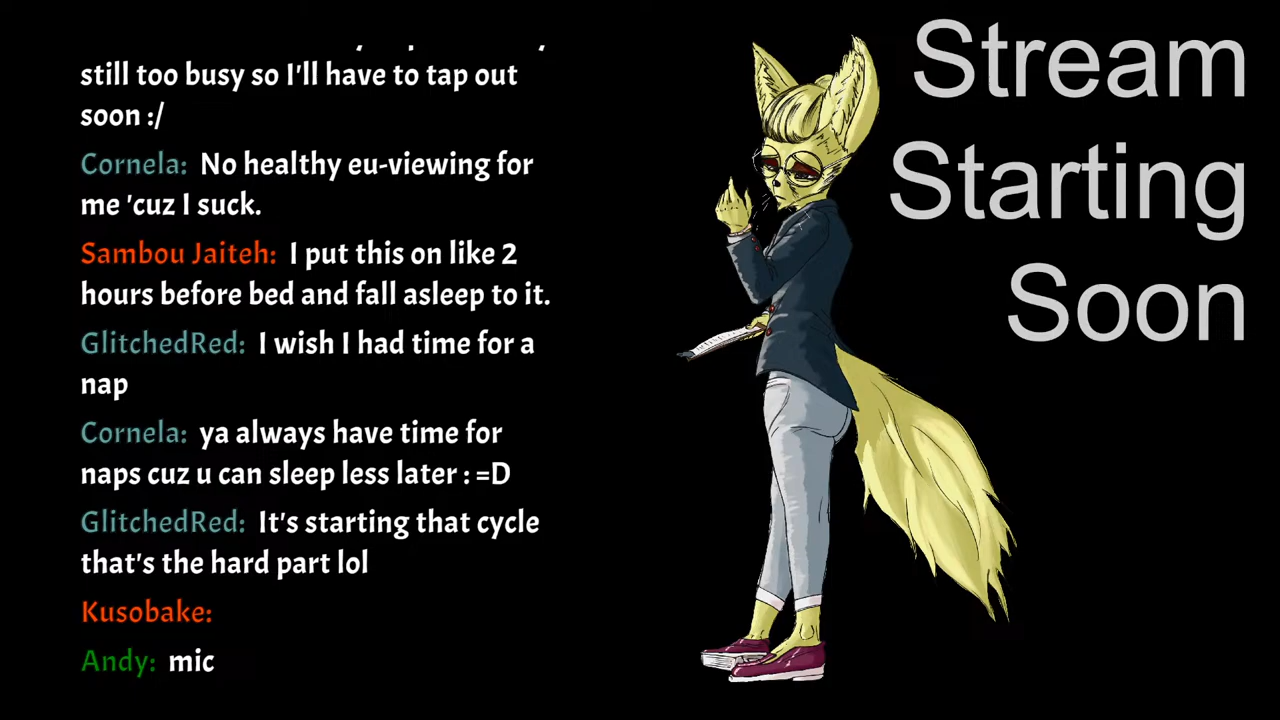 still too busy so I'll have to tap out
soon :/
Cornela: No healthy eu-viewing for
me 'cuz I suck.
Sambou Jaiteh: I put this on like 2
hours before bed and fall asleep to it.
GlitchedRed: I wish I had time for a
nap
Cornela: ya always have time for
naps cuz u can sleep less later : =D
GlitchedRed: It's starting that cycle
that's the hard part lol
Kusobake:
Andy: mic
Stream
Starting
Soon